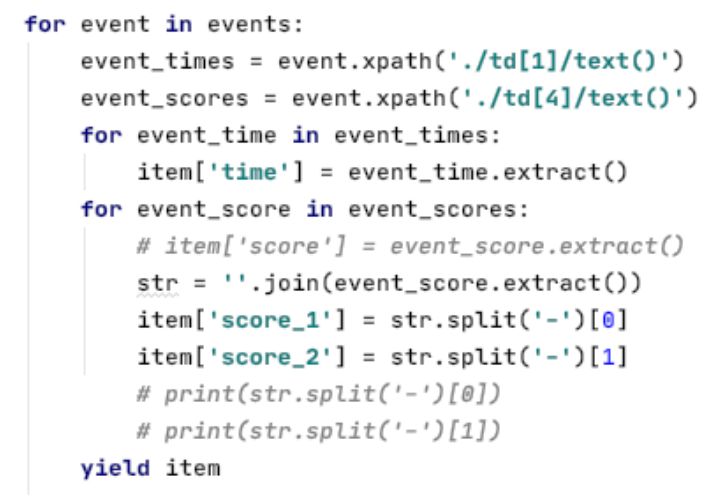 for event in events:
    event_times = event.xpath('./td[1]/text()')
    event_scores = event.xpath('./td[4]/text()')
    for event_time in event_times:
        item['time'] = event_time.extract()
    for event_score in event_scores:
        # item['score'] = event_score.extract()
        str = ''.join(event_score.extract())
        item['score_1'] = str.split('-')[0]
        item['score_2'] = str.split('-')[1]
        # print(str.split('-')[0])
        # print(str.split('-')[1])
    yield item